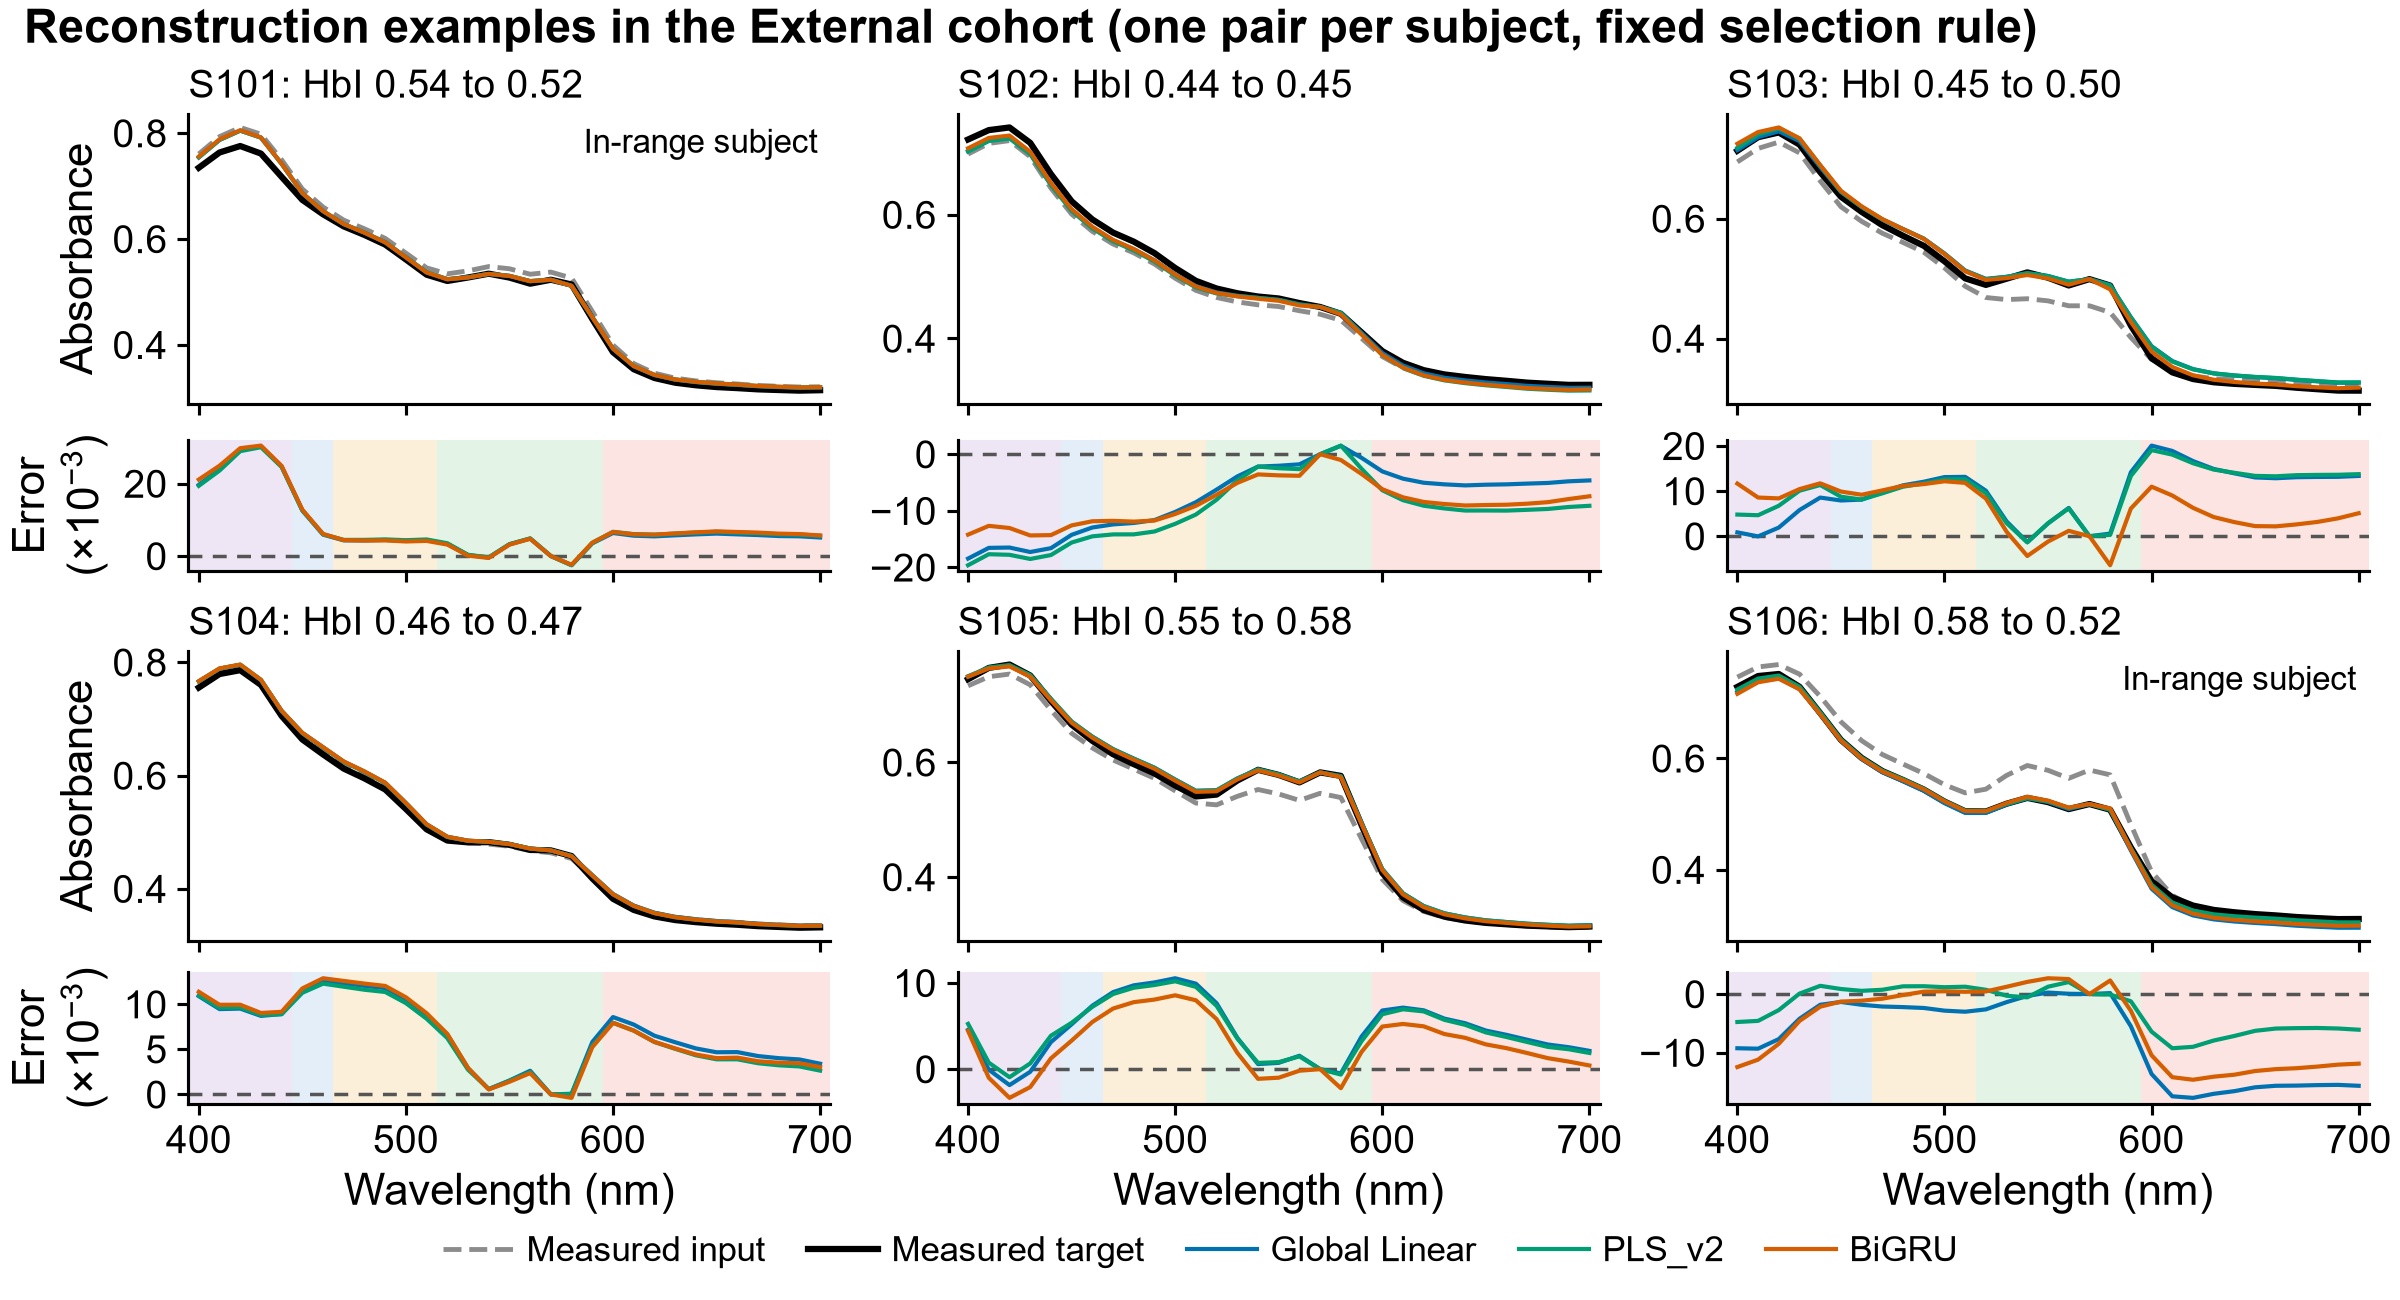 Reconstruction examples in the External cohort (one pair per subject, fixed selection rule)
S101: HbI 0.54 to 0.52
S102: HbI 0.44 to 0.45
S103: HbI 0.45 to 0.50
Absorbance
0.8
0.6
0.4
In-range subject
0.6
0.4
0.6
0.4
Error
(×10⁻³)
20
0
0
−10
−20
20
10
0
S104: HbI 0.46 to 0.47
S105: HbI 0.55 to 0.58
S106: HbI 0.58 to 0.52
Absorbance
0.8
0.6
0.4
0.6
0.4
In-range subject
0.6
0.4
Error
(×10⁻³)
10
5
0
10
0
0
−10
400 500 600 700
400 500 600 700
400 500 600 700
Wavelength (nm)
Wavelength (nm)
Wavelength (nm)
Measured input Measured target Global Linear PLS_v2 BiGRU